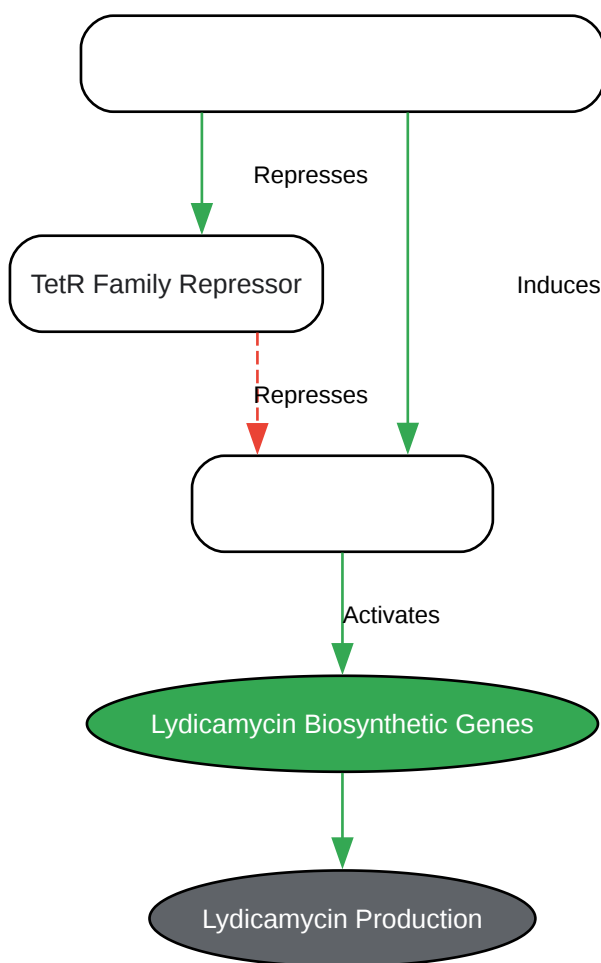 Represses
TetR Family Repressor
Induces
Represses
Activates
Lydicamycin Biosynthetic Genes
Lydicamycin Production